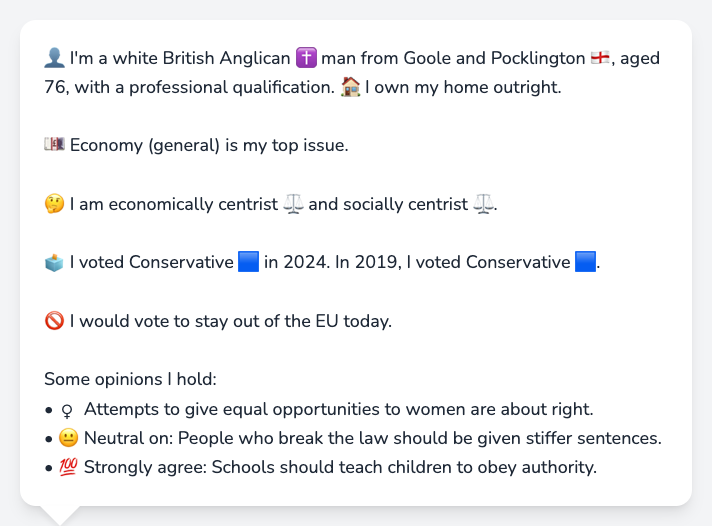 👤 I'm a white British Anglican ✝️ man from Goole and Pocklington 🏴󠁧󠁢󠁥󠁮󠁧󠁿, aged
76, with a professional qualification. 🏠 I own my home outright.
💷 Economy (general) is my top issue.
🤔 I am economically centrist ⚖️ and socially centrist ⚖️.
🗳️ I voted Conservative 🟦 in 2024. In 2019, I voted Conservative 🟦.
🚫 I would vote to stay out of the EU today.
Some opinions I hold:
• ♀️ Attempts to give equal opportunities to women are about right.
• 😐 Neutral on: People who break the law should be given stiffer sentences.
• 💯 Strongly agree: Schools should teach children to obey authority.